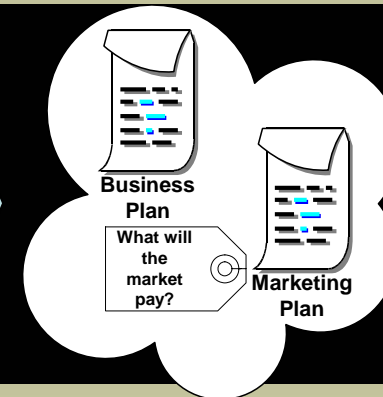 Business
Plan
What will
the
market
pay?
Marketing
Plan